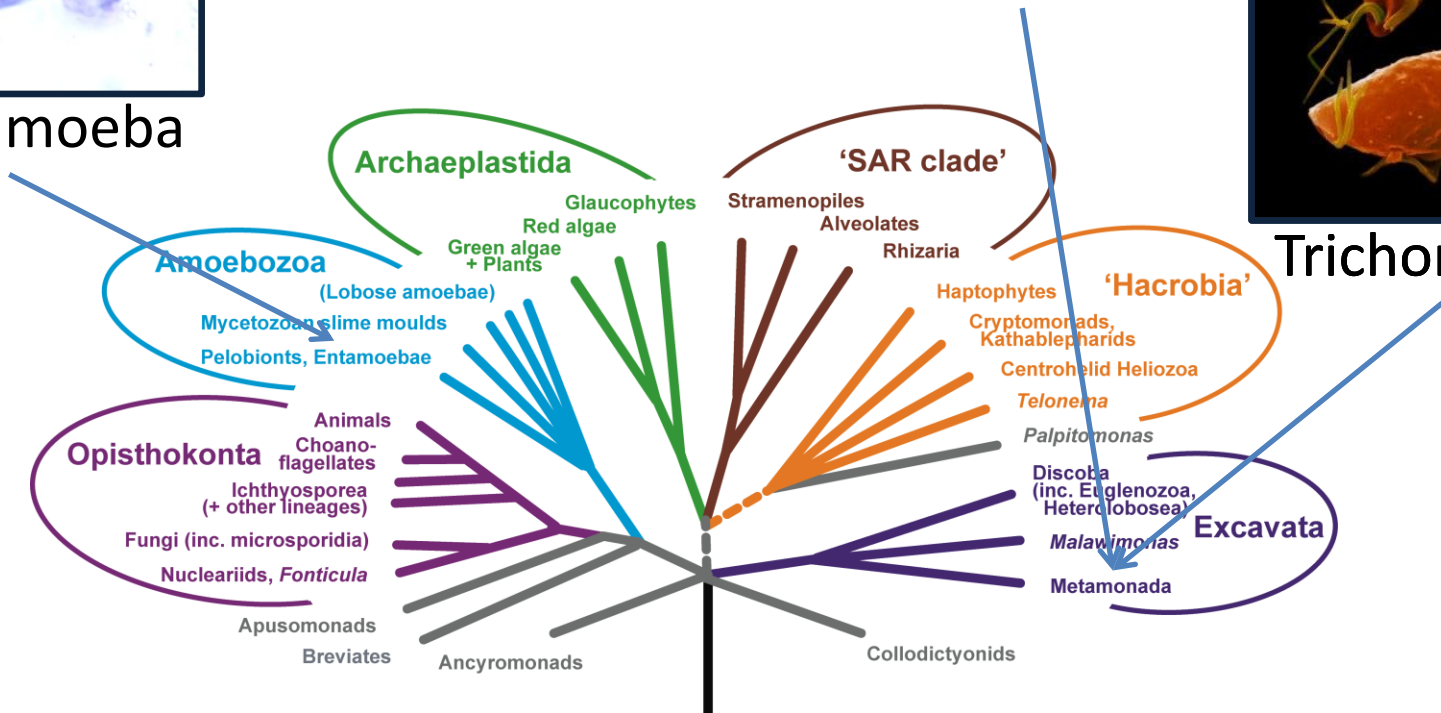 moeba
Trichor
Archaeplastida
Glaucophytes
Red algae
Green algae
+ Plants
'SAR clade'
Stramenopiles
Alveolates
Rhizaria
Amoebozoa
(Lobose amoebae)
Mycetozoan slime moulds
Pelobionts, Entamoebae
'Hacrobia'
Haptophytes
Cryptomonads,
Kathablepharids
Centrohelid Heliozoa
Telonema
Palpitomonas
Opisthokonta
Animals
Choano-
flagellates
Ichthyosporea
(+ other lineages)
Fungi (inc. microsporidia)
Nucleariids, Fonticula
Excavata
Discoba
(inc. Euglenozoa,
Heterolobosea)
Malawimonas
Metamonada
Apusomonads
Breviates
Ancyromonads
Collodictyonids